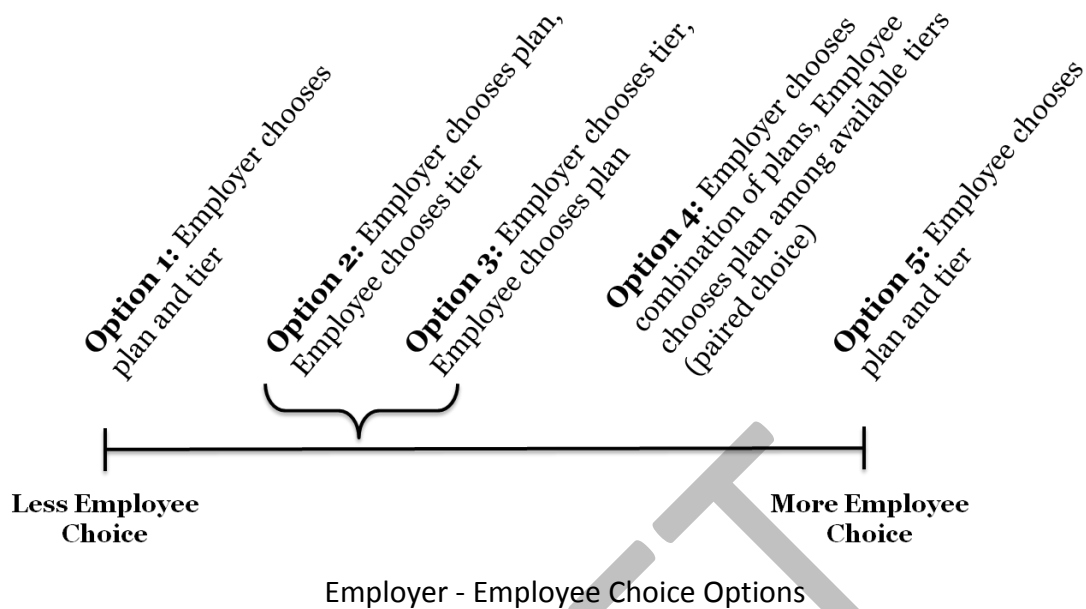 Option 1: Employer chooses
plan and tier
Option 2: Employer chooses plan,
Employee chooses tier
Option 3: Employer chooses tier,
Employee chooses plan
Option 4: Employer chooses
combination of plans, Employee
chooses plan among available tiers
(paired choice)
Option 5: Employee chooses
plan and tier
Less Employee
Choice
More Employee
Choice
Employer - Employee Choice Options